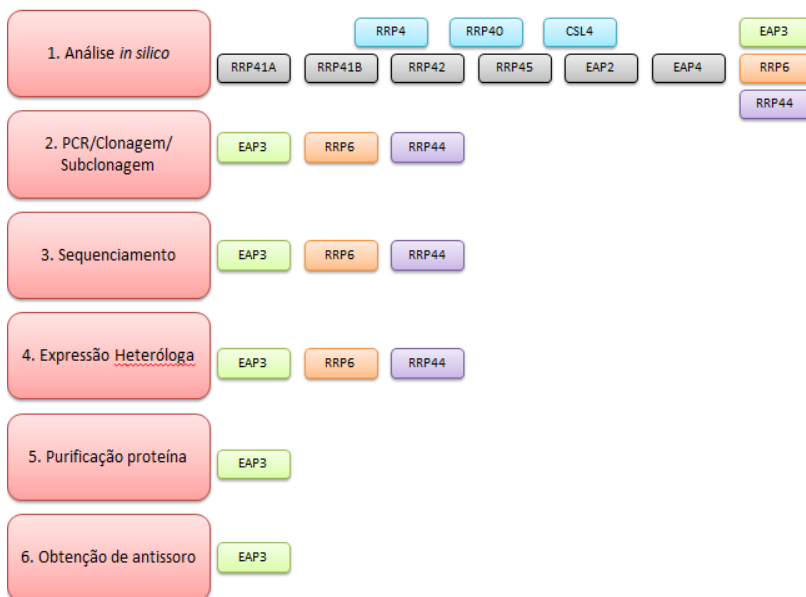 1. Análise in silico
RRP4 RRP40 CSL4 EAP3
RRP41A RRP41B RRP42 RRP45 EAP2 EAP4 RRP6
RRP44
2. PCR/Clonagem/
Subclonagem
EAP3 RRP6 RRP44
3. Sequenciamento
EAP3 RRP6 RRP44
4. Expressão Heteróloga
EAP3 RRP6 RRP44
5. Purificação proteína
EAP3
6. Obtenção de antissoro
EAP3